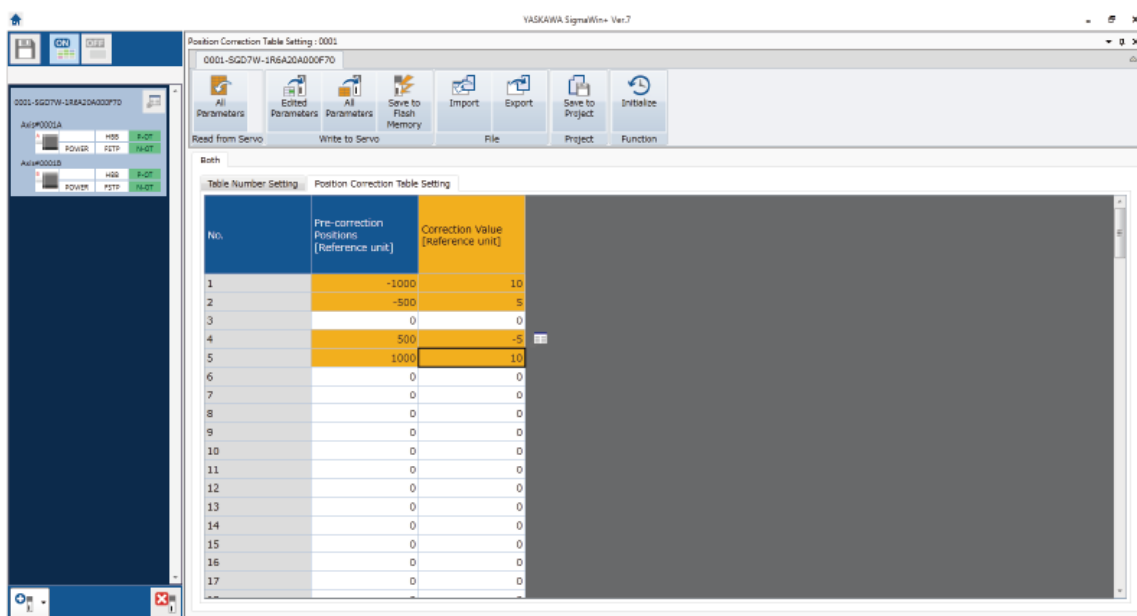 YASKAWA SigmaWin+ Ver.7
ON
OFF
Position Correction Table Setting : 0001
0001-SGD7W-1R6A20A000F70
All Parameters
Edited Parameters
All Parameters
Save to Flash Memory
Import
Export
Save to Project
Initialize
Read from Servo
Write to Servo
File
Project
Function
0001-SGD7W-1R6A20A000F70
Axis#0001A
HBB P-OT
POWER FSTP N-OT
Axis#0001B
HBB P-OT
POWER FSTP N-OT
Both
Table Number Setting Position Correction Table Setting
No.
Pre-correction
Positions
[Reference unit]
Correction Value
[Reference unit]
1 -1000 10
2 -500 5
3 0 0
4 500 -5
5 1000 10
6 0 0
7 0 0
8 0 0
9 0 0
10 0 0
11 0 0
12 0 0
13 0 0
14 0 0
15 0 0
16 0 0
17 0 0